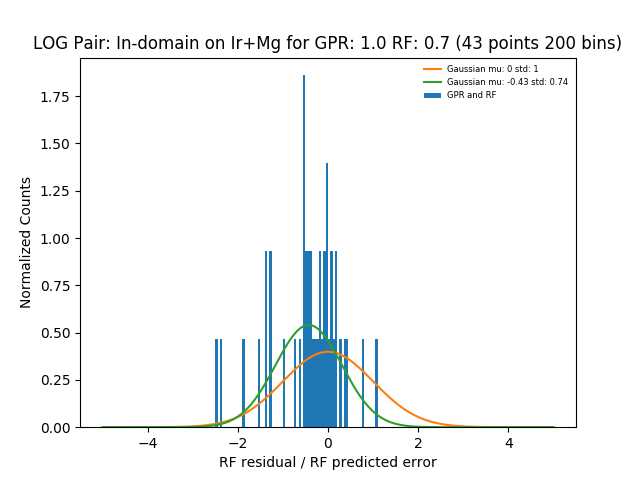 LOG Pair: In-domain on Ir+Mg for GPR: 1.0 RF: 0.7 (43 points 200 bins)
Gaussian mu: 0 std: 1
Gaussian mu: -0.43 std: 0.74
GPR and RF
Normalized Counts
1.75
1.50
1.25
1.00
0.75
0.50
0.25
0.00
−4
−2
0
2
4
RF residual / RF predicted error